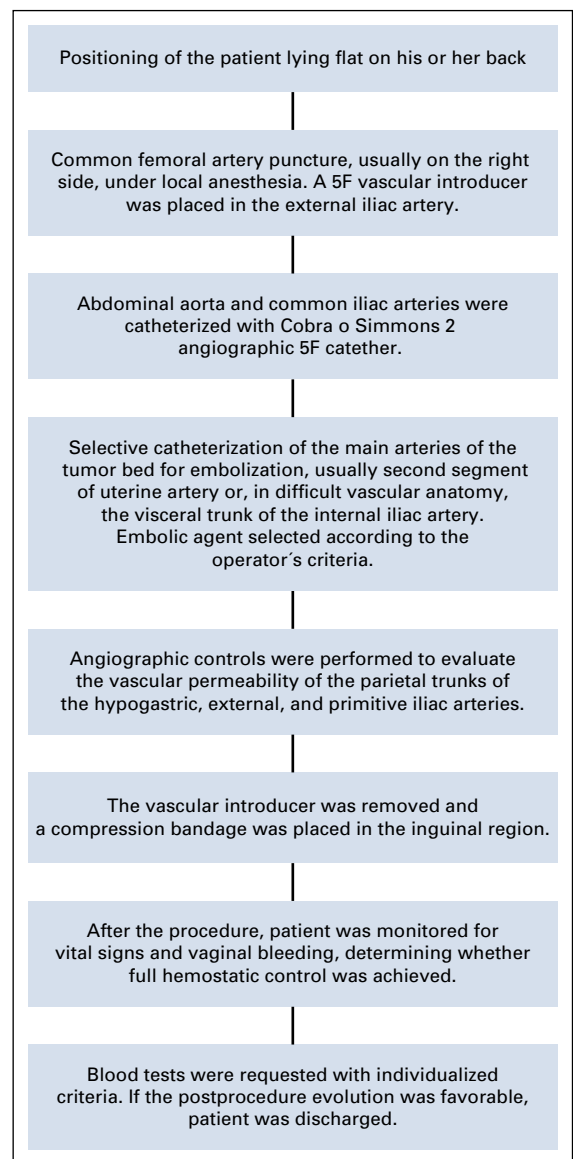 Positioning of the patient lying flat on his or her back
Common femoral artery puncture, usually on the right
side, under local anesthesia. A 5F vascular introducer
was placed in the external iliac artery.
Abdominal aorta and common iliac arteries were
catheterized with Cobra o Simmons 2
angiographic 5F catether.
Selective catheterization of the main arteries of the
tumor bed for embolization, usually second segment
of uterine artery or, in difficult vascular anatomy,
the visceral trunk of the internal iliac artery.
Embolic agent selected according to the
operator´s criteria.
Angiographic controls were performed to evaluate
the vascular permeability of the parietal trunks of
the hypogastric, external, and primitive iliac arteries.
The vascular introducer was removed and
a compression bandage was placed in the inguinal region.
After the procedure, patient was monitored for
vital signs and vaginal bleeding, determining whether
full hemostatic control was achieved.
Blood tests were requested with individualized
criteria. If the postprocedure evolution was favorable,
patient was discharged.